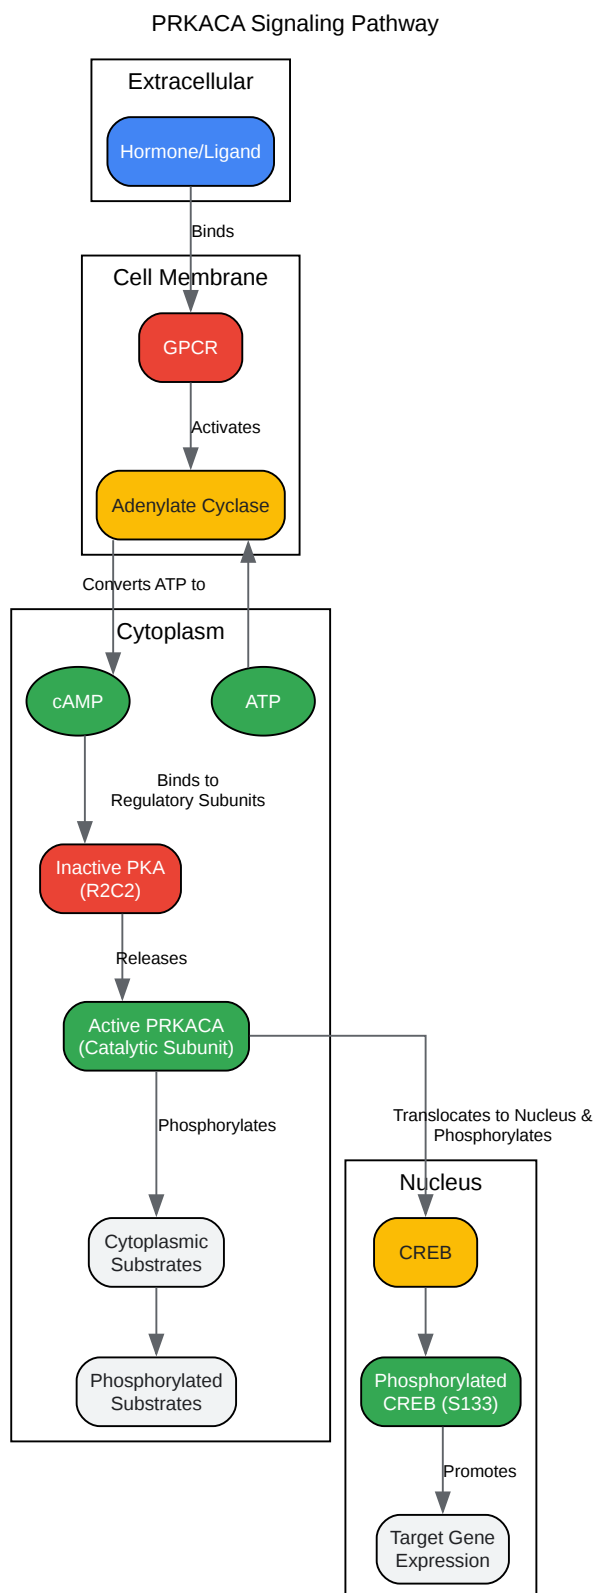 PRKACA Signaling Pathway
Extracellular
Hormone/Ligand
Binds
Cell Membrane
GPCR
Activates
Adenylate Cyclase
Converts ATP to
Cytoplasm
cAMP
ATP
Binds to
Regulatory Subunits
Inactive PKA
(R2C2)
Releases
Active PRKACA
(Catalytic Subunit)
Phosphorylates
Translocates to Nucleus &
Phosphorylates
Nucleus
Cytoplasmic
Substrates
CREB
Phosphorylated
Substrates
Phosphorylated
CREB (S133)
Promotes
Target Gene
Expression